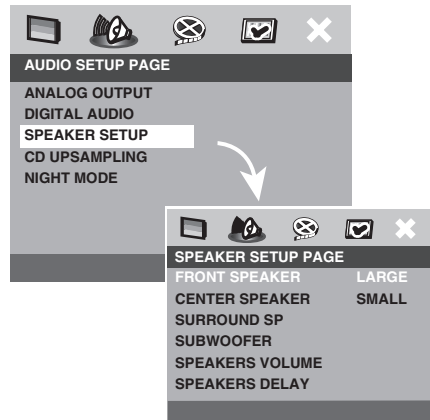 AUDIO SETUP PAGE
ANALOG OUTPUT
DIGITAL AUDIO
SPEAKER SETUP
CD UPSAMPLING
NIGHT MODE
SPEAKER SETUP PAGE
FRONT SPEAKER LARGE
CENTER SPEAKER SMALL
SURROUND SP
SUBWOOFER
SPEAKERS VOLUME
SPEAKERS DELAY